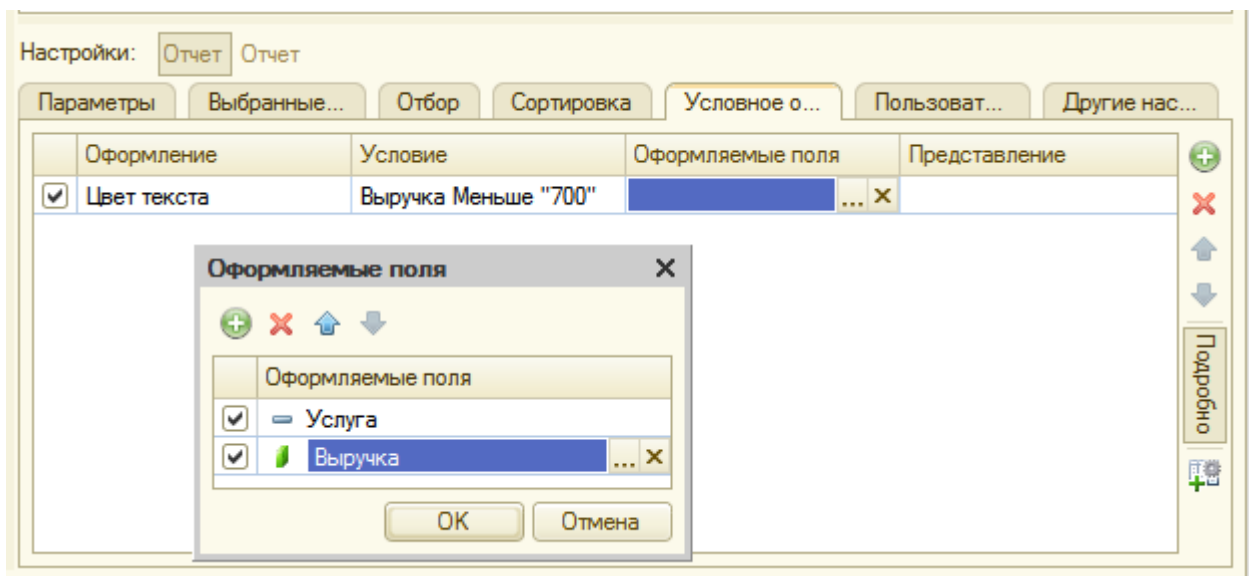 Настройки: Отчет Отчет
Параметры Выбранные... Отбор Сортировка Условное о... Пользоват... Другие нас...
Оформление Условие Оформляемые поля Представление
Цвет текста Выручка Меньше "700" ...
Оформляемые поля
Оформляемые поля
Услуга
Выручка ...
OK Отмена
Подробно